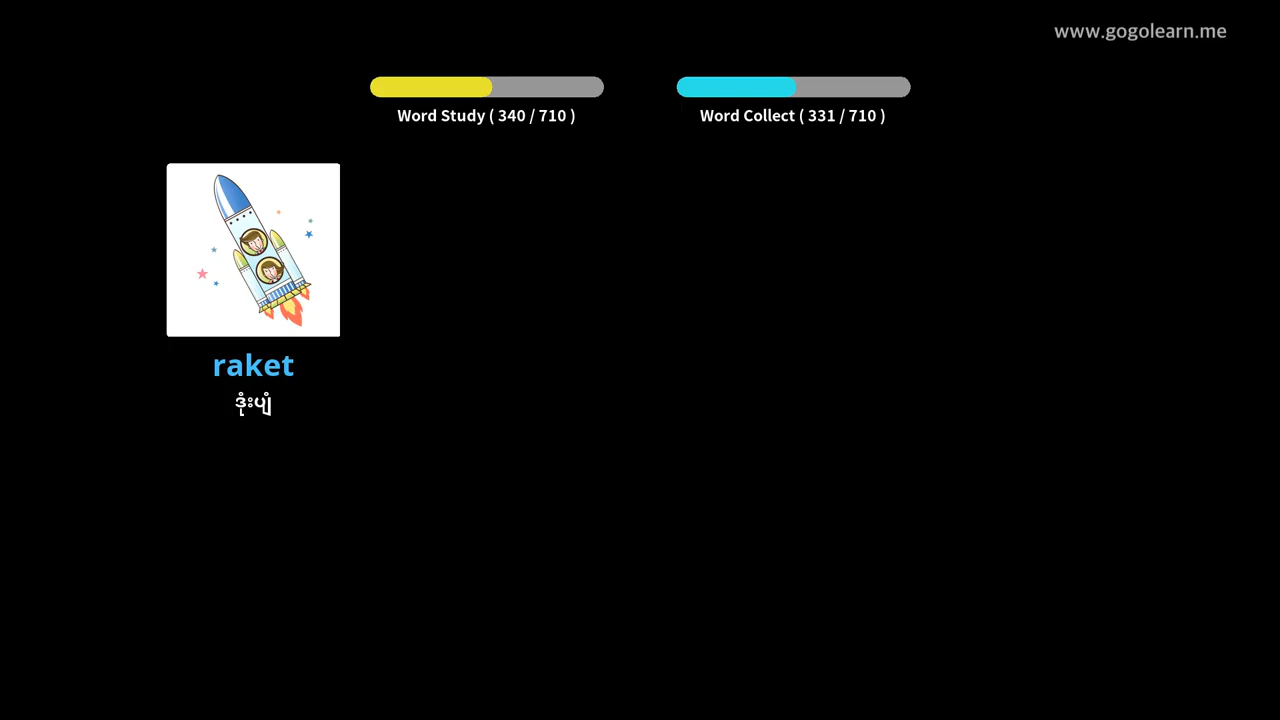 www.gogolearn.me
Word Study ( 340 / 710 )
Word Collect ( 331 / 710 )
raket
ဒုံးပျံ